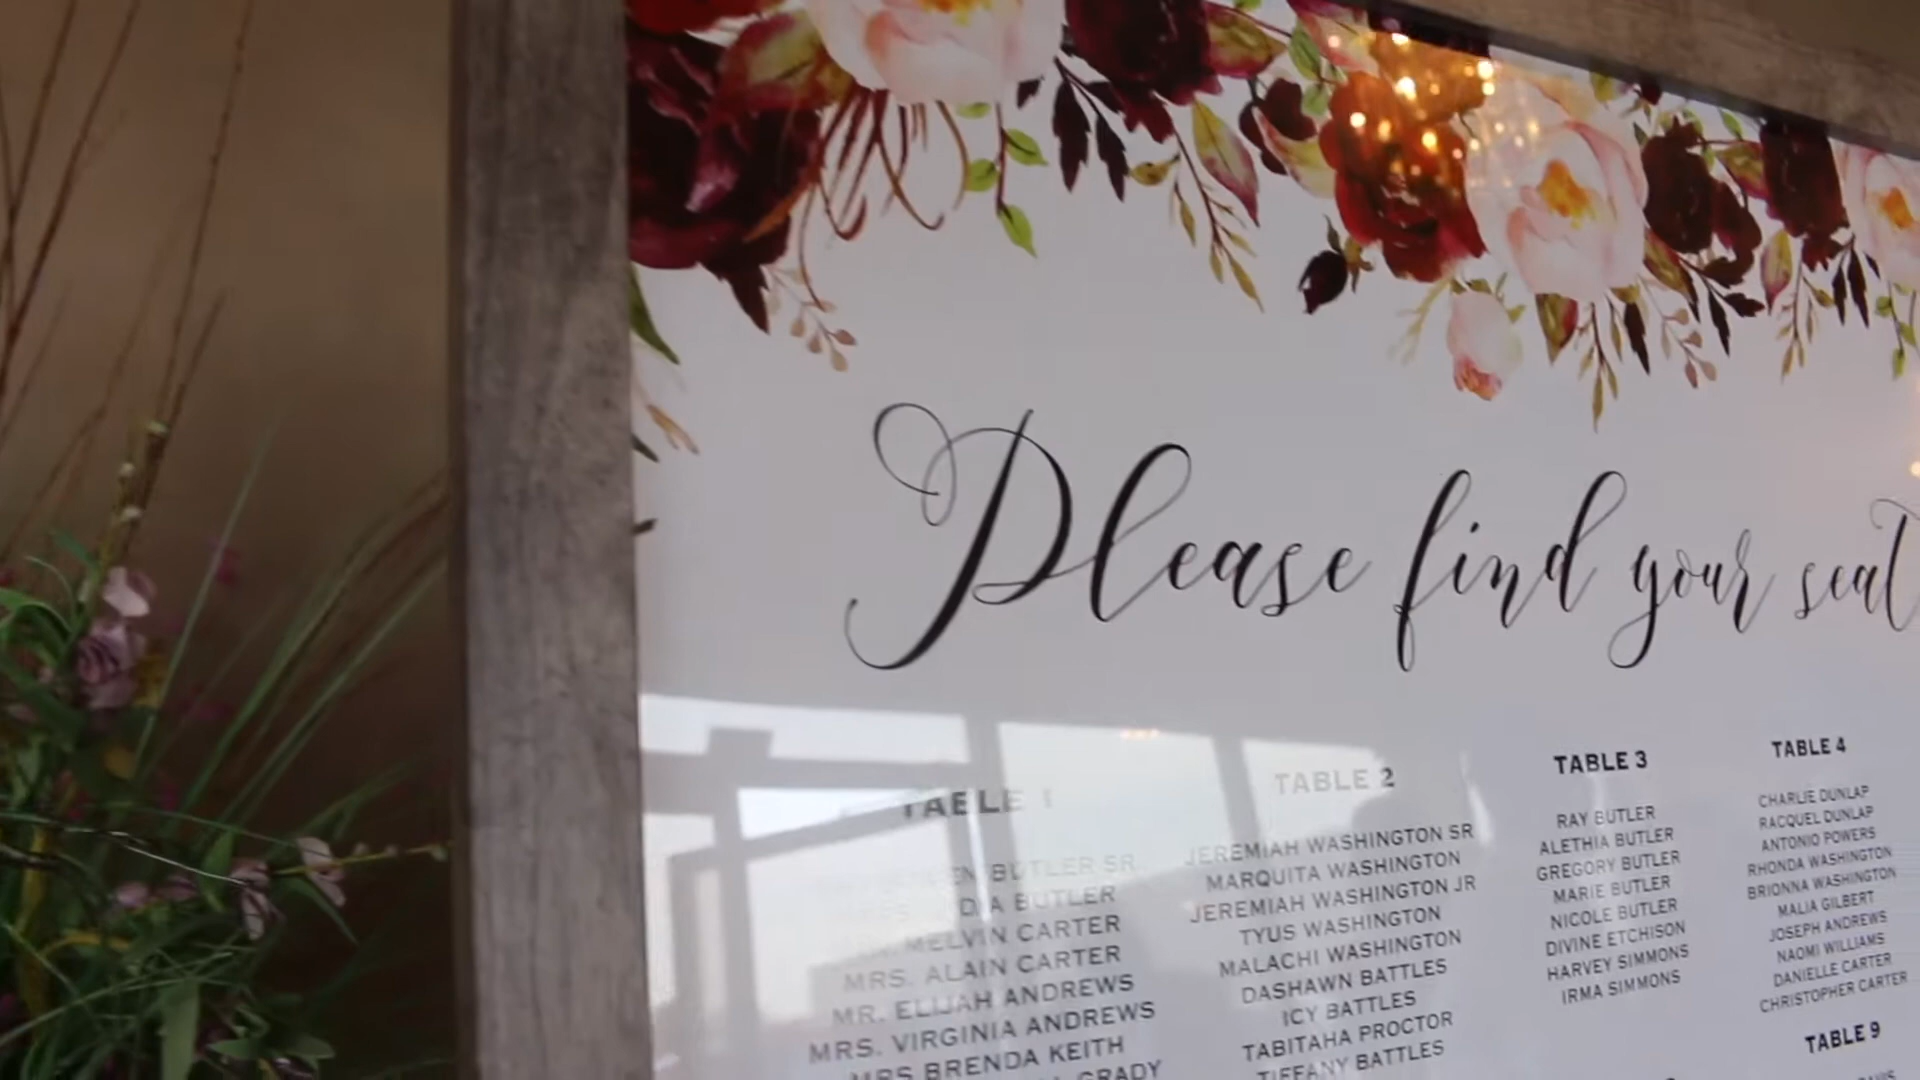 Please find your seat
TABLE 1
BUTLER SR
BUTLER
MELVIN CARTER
MRS. ALAIN CARTER
MR. ELIJAH ANDREWS
MRS. VIRGINIA ANDREWS
MRS BRENDA KEITH
GRADY
TABLE 2
JEREMIAH WASHINGTON SR
MARQUITA WASHINGTON
JEREMIAH WASHINGTON JR
TYUS WASHINGTON
MALACHI WASHINGTON
DASHAWN BATTLES
ICY BATTLES
TABITAHA PROCTOR
TIFFANY BATTLES
TABLE 3
RAY BUTLER
ALETHIA BUTLER
GREGORY BUTLER
MARIE BUTLER
NICOLE BUTLER
DIVINE ETCHISON
HARVEY SIMMONS
IRMA SIMMONS
TABLE 4
CHARLIE DUNLAP
RACQUEL DUNLAP
ANTONIO POWERS
RHONDA WASHINGTON
BRIONNA WASHINGTON
MALIA GILBERT
JOSEPH ANDREWS
NAOMI WILLIAMS
DANIELLE CARTER
CHRISTOPHER CARTER
TABLE 9